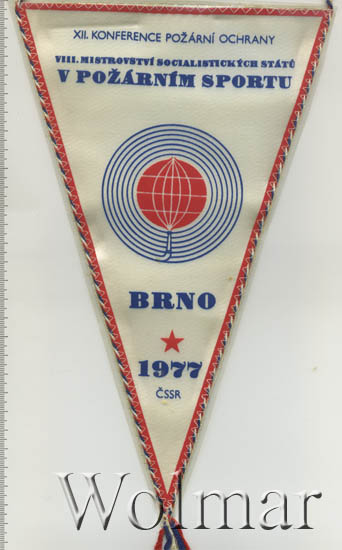 XII. KONFERENCE POŽÁRNÍ OCHRANY
VIII. MISTROVSTVÍ SOCIALISTICKÝCH STÁTŮ
V POŽÁRNÍM SPORTU
BRNO
1977
ČSSR
Wolmar